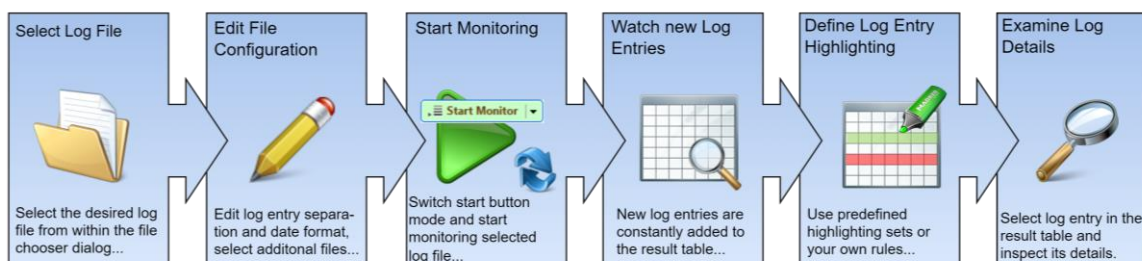 Select Log File
Select the desired log
file from within the file
chooser dialog...
Edit File
Configuration
Edit log entry separa-
tion and date format,
select additonal files...
Start Monitoring
Start Monitor
Switch start button
mode and start
monitoring selected
log file...
Watch new Log
Entries
New log entries are
constantly added to
the result table...
Define Log Entry
Highlighting
Use predefined
highlighting sets or
your own rules...
Examine Log
Details
Select log entry in the
result table and
inspect its details.